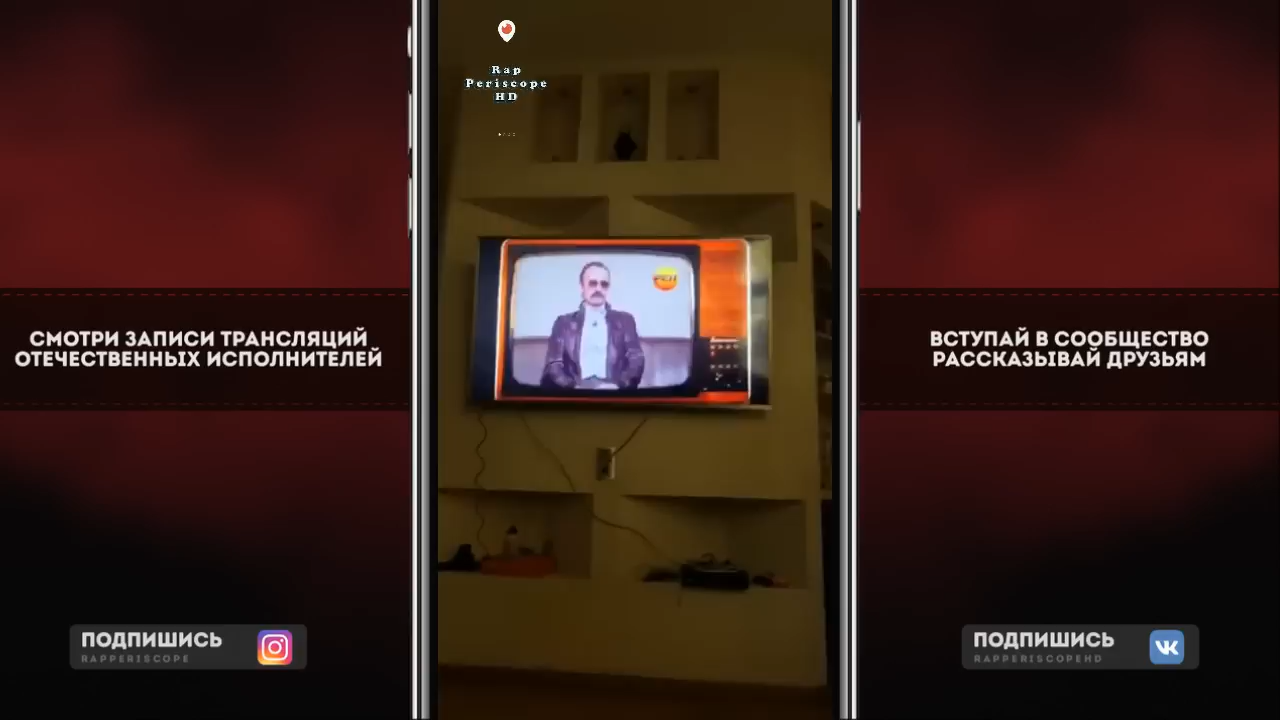 Rap
Periscope
HD
СМОТРИ ЗАПИСИ ТРАНСЛЯЦИЙ
ОТЕЧЕСТВЕННЫХ ИСПОЛНИТЕЛЕЙ
ВСТУПАЙ В СООБЩЕСТВО
РАССКАЗЫВАЙ ДРУЗЬЯМ
ПОДПИШИСЬ
RAPPERISCOPE
ПОДПИШИСЬ
RAPPERISCOPEHD